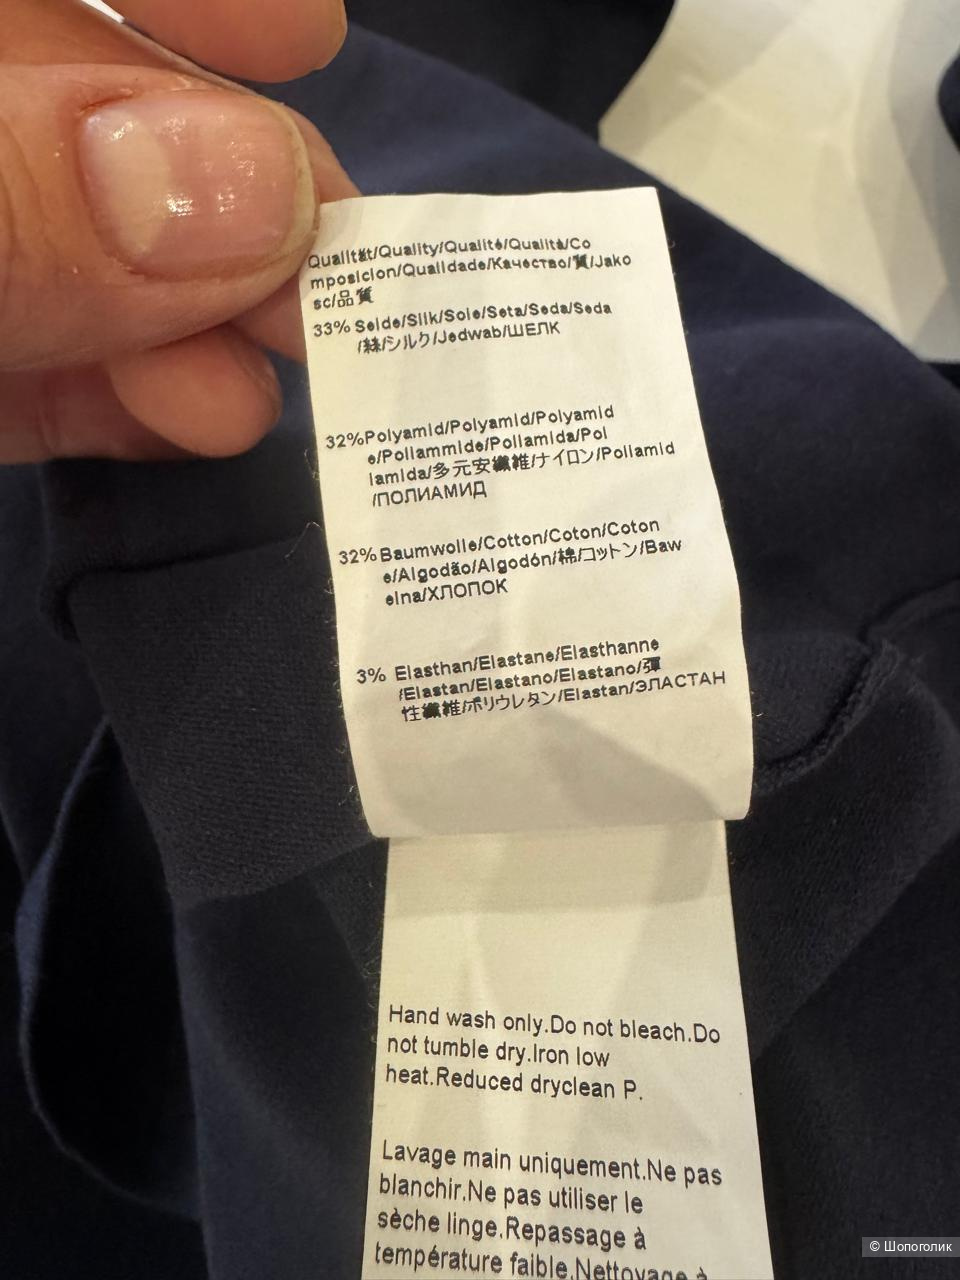 Qualität/Quality/Qualité/Qualità/Co
mposicion/Qualidade/Качество/質/Jako
sc/品質
33% Seide/Silk/Soie/Seta/Seda/Seda
/絲/シルク/Jedwab/ШЕЛК
32%Polyamid/Polyamid/Polyamid
e/Poliammide/Poliamida/Pol
iamida/多元安纖維/ナイロン/Poliamid
/ПОЛИАМИД
32%Baumwolle/Cotton/Coton/Coton
e/Algodão/Algodón/棉/コットン/Baw
elna/ХЛОПОК
3% Elasthan/Elastane/Elasthanne
/Elastan/Elastano/Elastano/彈
性纖維/ポリウレタン/Elastan/ЭЛАСТАН
Hand wash only.Do not bleach.Do
not tumble dry.Iron low
heat.Reduced dryclean P.
Lavage main uniquement.Ne pas
blanchir.Ne pas utiliser le
sèche linge.Repassage à
température faible.Nettoyage à
© Шопоголик